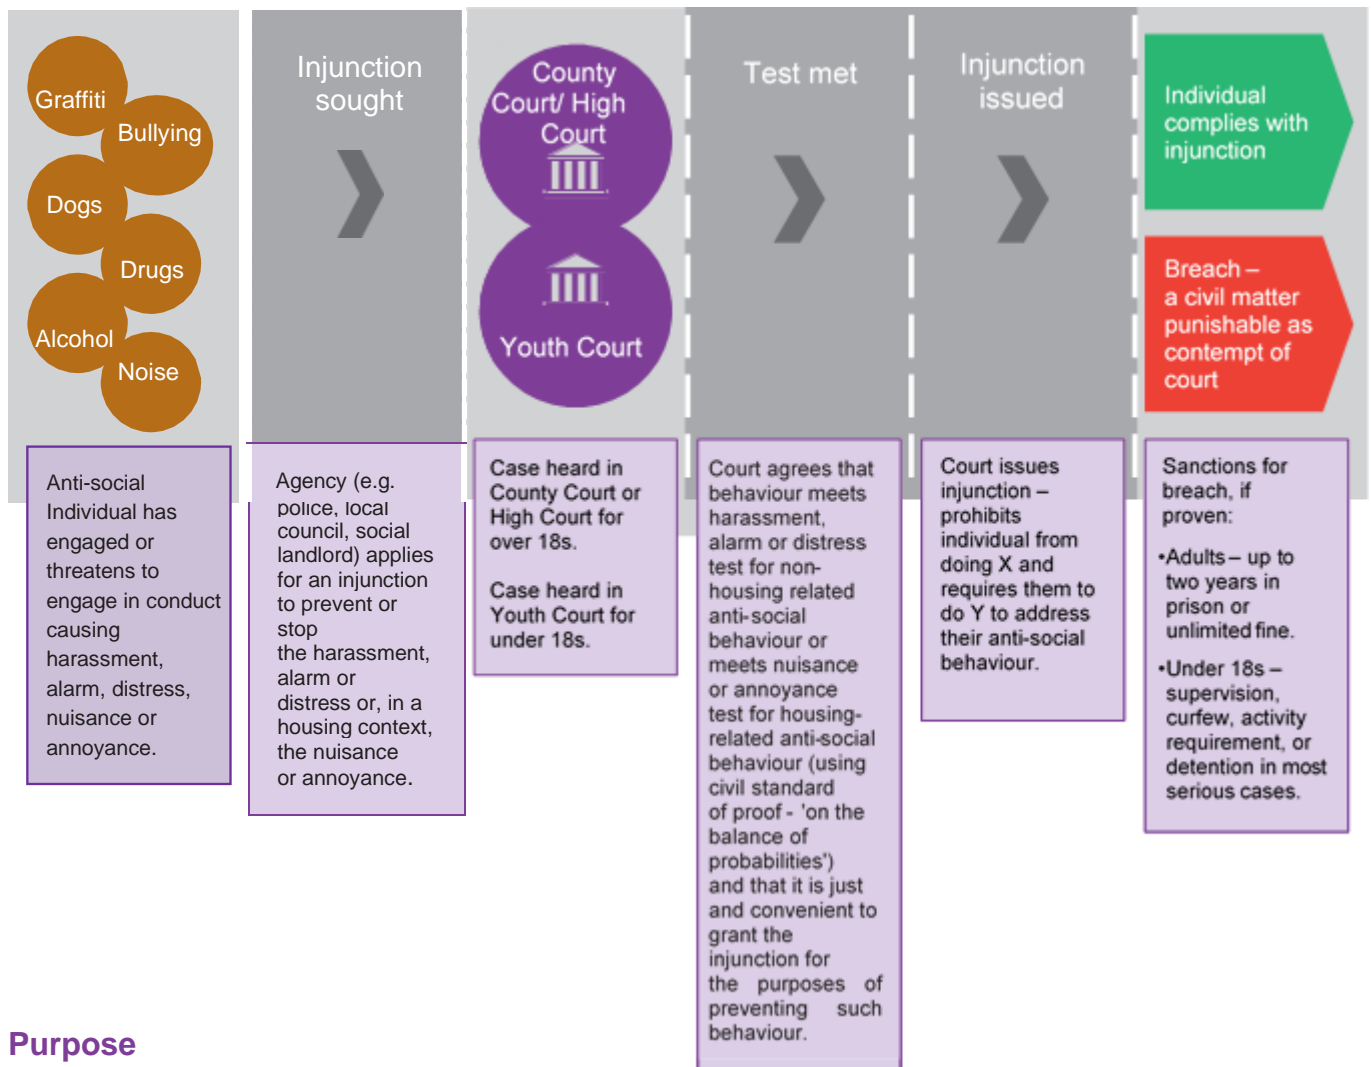 Graffiti
Bullying
Dogs
Drugs
Alcohol
Noise
Injunction
sought
County
Court/ High
Court
Youth Court
Test met
Injunction
issued
Individual
complies with
injunction
Breach –
a civil matter
punishable as
contempt of
court
Anti-social
Individual has
engaged or
threatens to
engage in conduct
causing
harassment,
alarm, distress,
nuisance or
annoyance.
Agency (e.g.
police, local
council, social
landlord) applies
for an injunction
to prevent or
stop
the harassment,
alarm or
distress or, in a
housing context,
the nuisance
or annoyance.
Case heard in
County Court or
High Court for
over 18s.
Case heard in
Youth Court for
under 18s.
Court agrees that
behaviour meets
harassment,
alarm or distress
test for non-
housing related
anti-social
behaviour or
meets nuisance
or annoyance
test for housing-
related anti-social
behaviour (using
civil standard
of proof - 'on the
balance of
probabilities')
and that it is just
and convenient to
grant the
injunction for
the purposes of
preventing such
behaviour.
Court issues
injunction –
prohibits
individual from
doing X and
requires them to
do Y to address
their anti-social
behaviour.
Sanctions for
breach, if
proven:
•Adults – up to
two years in
prison or
unlimited fine.
•Under 18s –
supervision,
curfew, activity
requirement, or
detention in most
serious cases.
Purpose